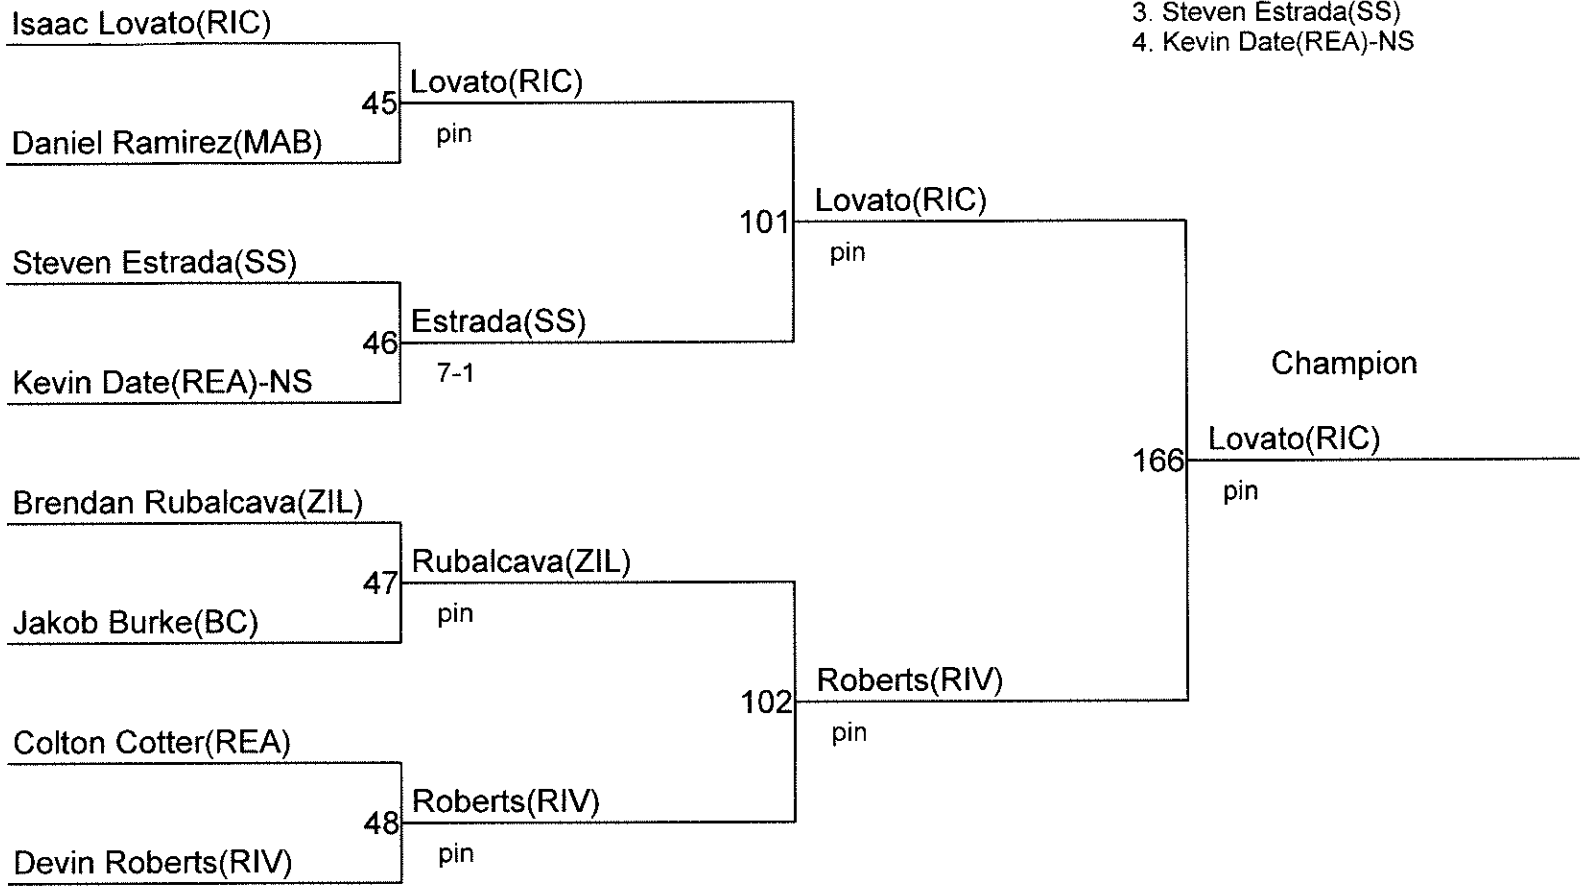 Isaac Lovato(RIC)
3. Steven Estrada(SS)
4. Kevin Date(REA)-NS
45
Lovato(RIC)
pin
Daniel Ramirez(MAB)
101
Lovato(RIC)
pin
Steven Estrada(SS)
46
Estrada(SS)
7-1
Kevin Date(REA)-NS
Champion
166
Lovato(RIC)
pin
Brendan Rubalcava(ZIL)
47
Rubalcava(ZIL)
pin
Jakob Burke(BC)
102
Roberts(RIV)
pin
Colton Cotter(REA)
48
Roberts(RIV)
pin
Devin Roberts(RIV)